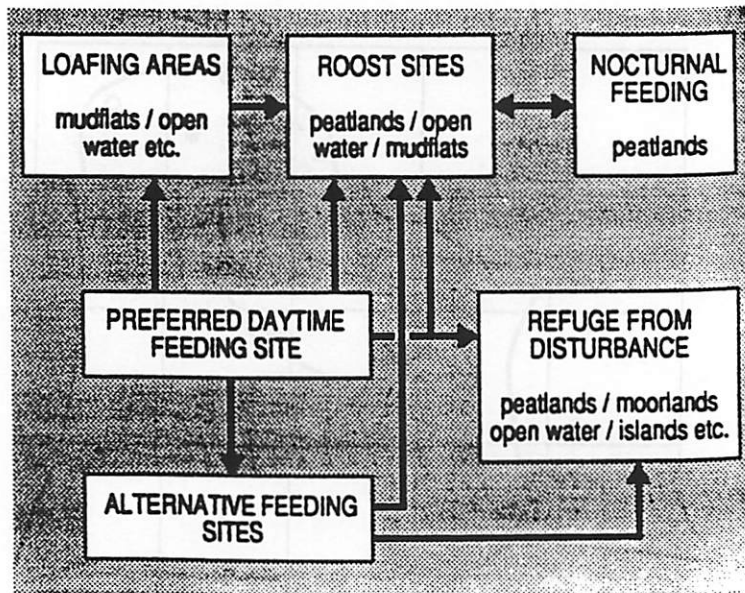 LOAFING AREAS
mudflats / open
water etc.
ROOST SITES
peatlands / open
water / mudflats
NOCTURNAL
FEEDING
peatlands
PREFERRED DAYTIME
FEEDING SITE
REFUGE FROM
DISTURBANCE
peatlands / moorlands
open water / islands etc.
ALTERNATIVE FEEDING
SITES